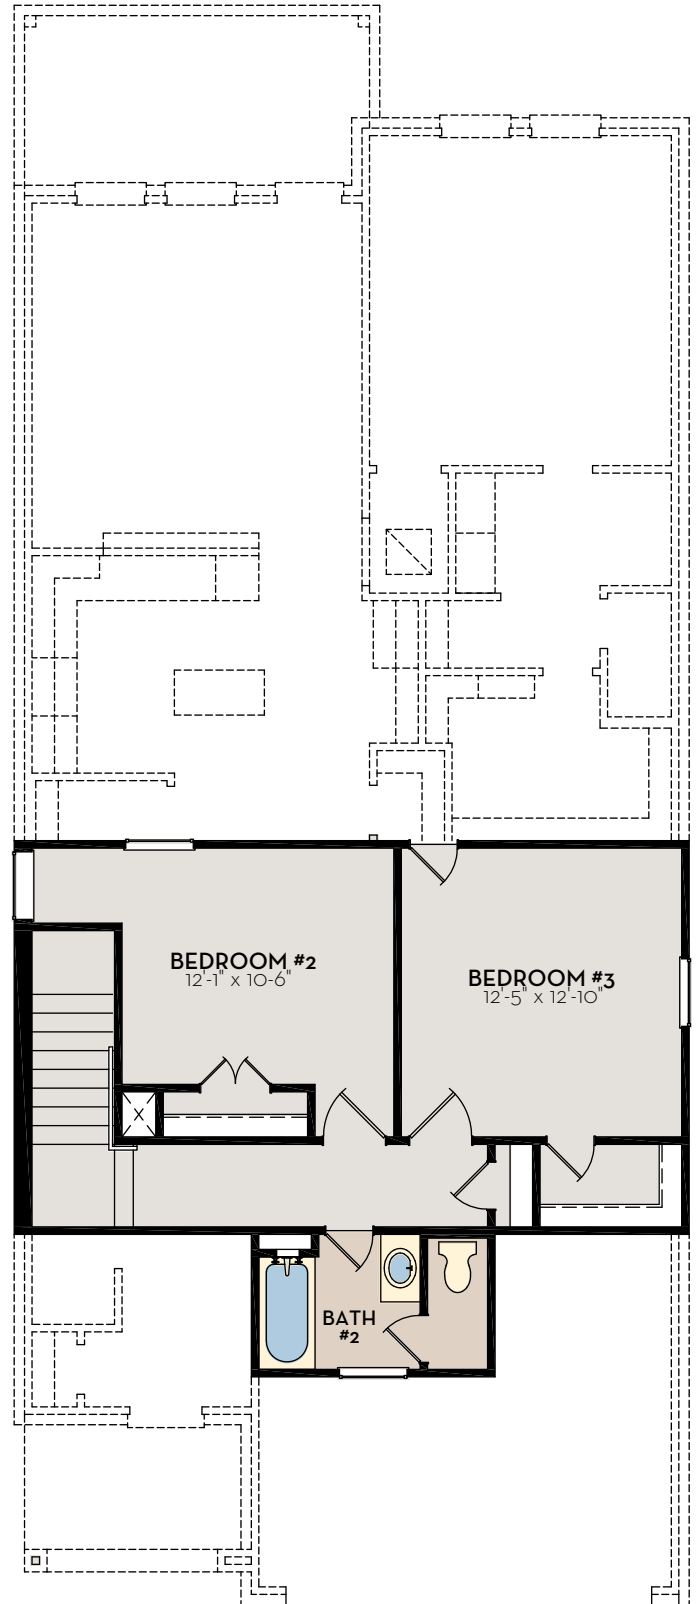 BEDROOM #2
12'-1" x 10-6"
BEDROOM #3
12'-5" x 12'-10"
X
BATH
#2